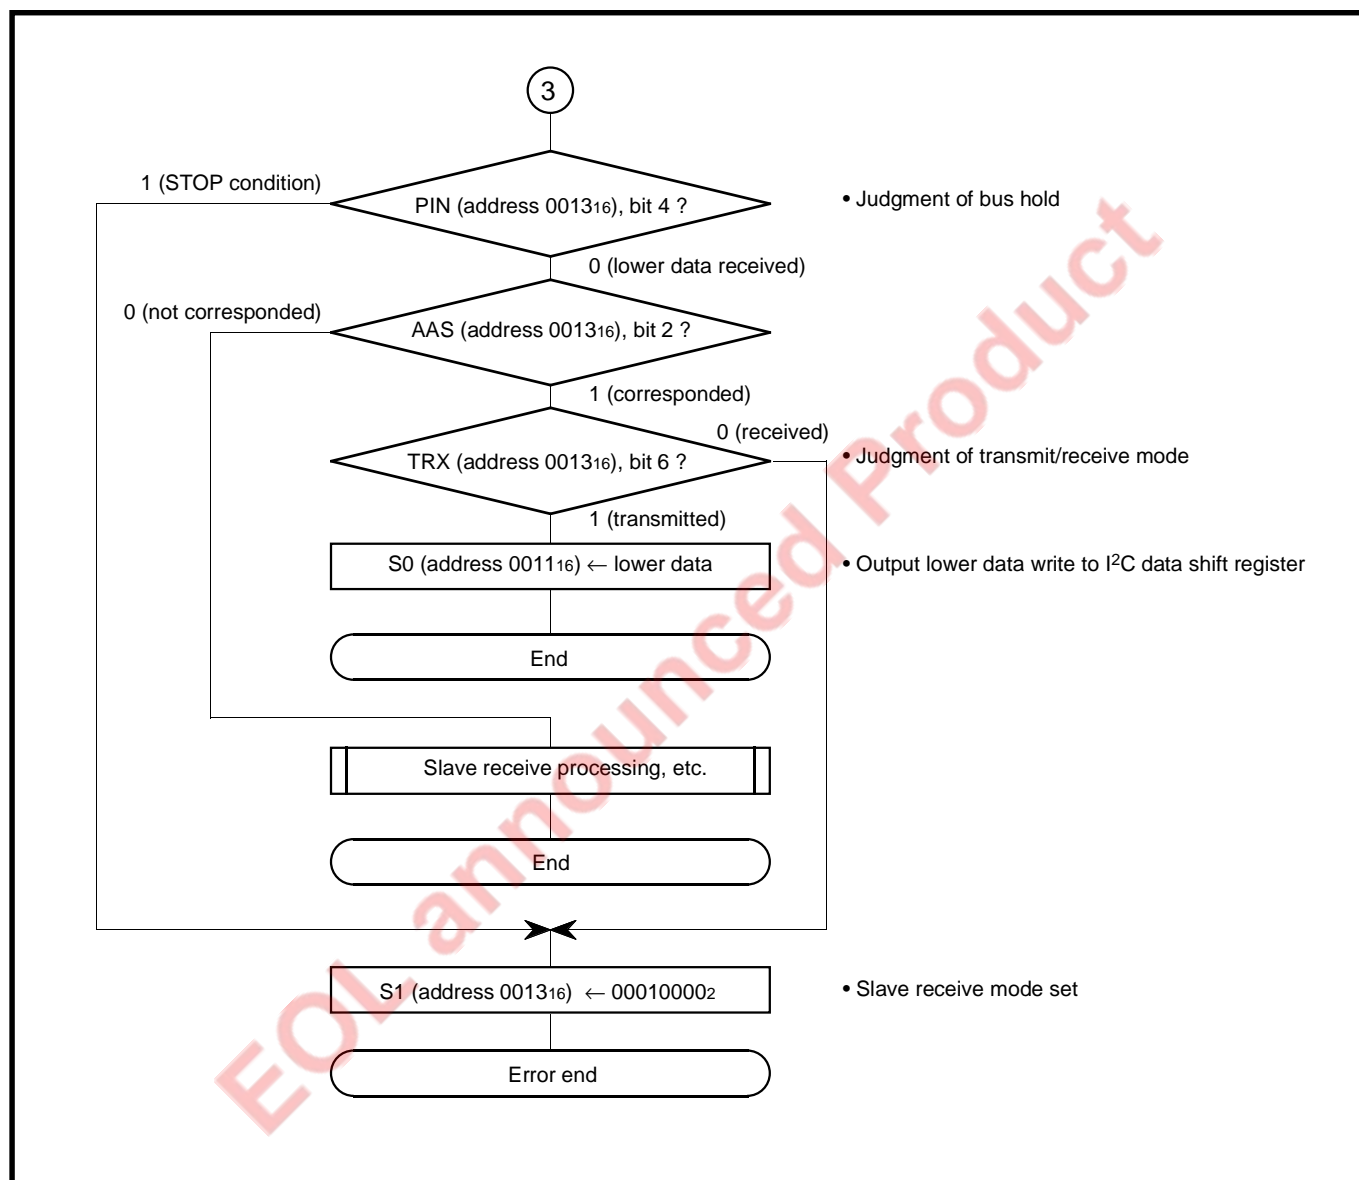 3
1 (STOP condition)
PIN (address 0013₁₆), bit 4 ?
• Judgment of bus hold
0 (lower data received)
0 (not corresponded)
AAS (address 0013₁₆), bit 2 ?
1 (corresponded)
0 (received)
TRX (address 0013₁₆), bit 6 ?
• Judgment of transmit/receive mode
1 (transmitted)
S0 (address 0011₁₆) ← lower data
• Output lower data write to I²C data shift register
End
Slave receive processing, etc.
End
S1 (address 0013₁₆) ← 00010000₂
• Slave receive mode set
Error end
EOL announced Product